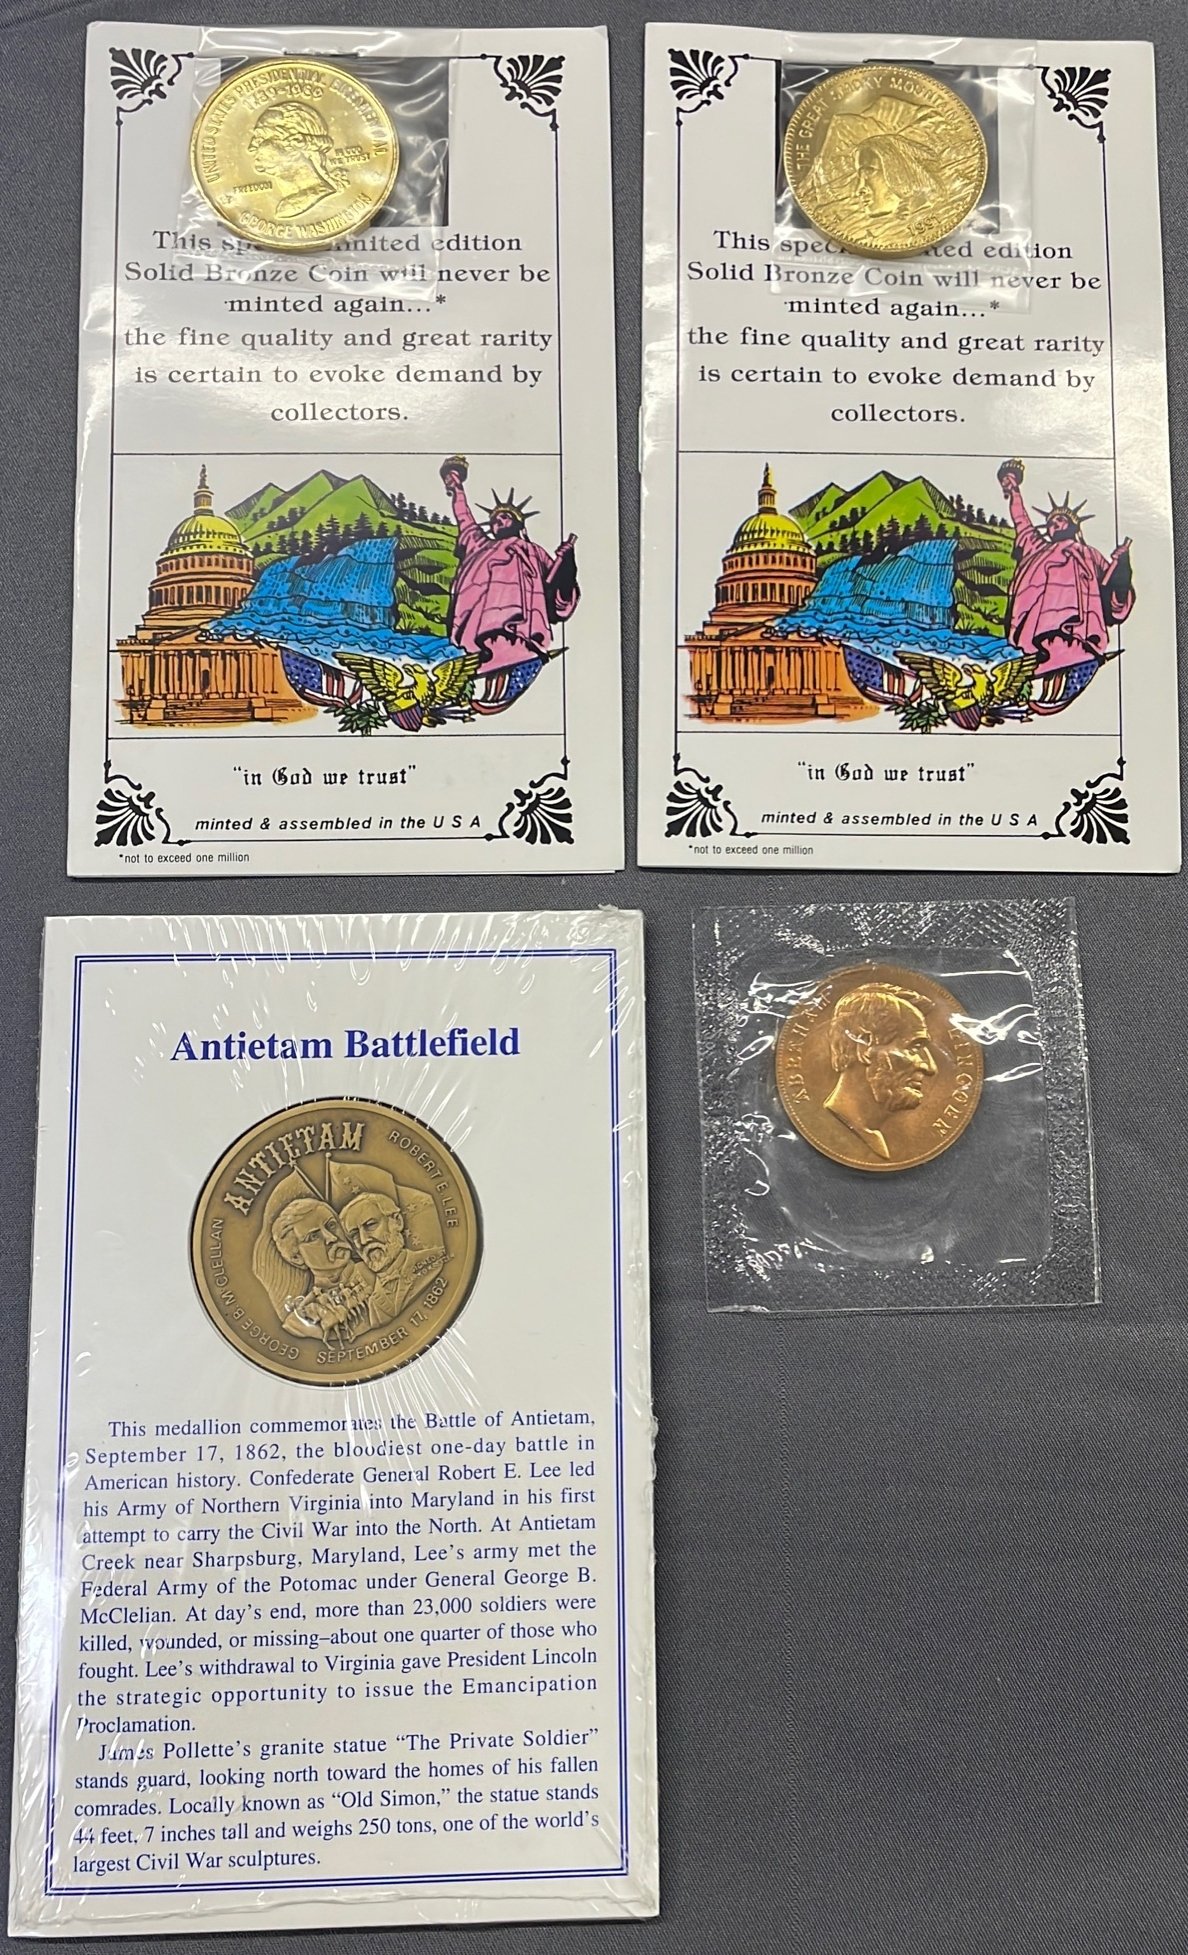 UNITED STATES PRESIDENTIAL BICENTENNIAL
1789-1989
IN GOD
WE TRUST
FREEDOM
GEORGE WASHINGTON
This limited edition
Solid Bronze Coin will never be
minted again...*
the fine quality and great rarity
is certain to evoke demand by
collectors.
"in God we trust"
minted & assembled in the U S A
*not to exceed one million
THE GREAT SMOKY MOUNTAINS
This edition
Solid Bronze Coin will never be
minted again...*
the fine quality and great rarity
is certain to evoke demand by
collectors.
"in God we trust"
minted & assembled in the U S A
*not to exceed one million
Antietam Battlefield
ANTIETAM
ROBERT E. LEE
GEORGE B. McCLELLAN
SEPTEMBER 17, 1862
This medallion commemorates the Battle of Antietam,
September 17, 1862, the bloodiest one-day battle in
American history. Confederate General Robert E. Lee led
his Army of Northern Virginia into Maryland in his first
attempt to carry the Civil War into the North. At Antietam
Creek near Sharpsburg, Maryland, Lee's army met the
Federal Army of the Potomac under General George B.
McClelian. At day's end, more than 23,000 soldiers were
killed, wounded, or missing–about one quarter of those who
fought. Lee's withdrawal to Virginia gave President Lincoln
the strategic opportunity to issue the Emancipation
Proclamation.
James Pollette's granite statue "The Private Soldier"
stands guard, looking north toward the homes of his fallen
comrades. Locally known as "Old Simon," the statue stands
44 feet, 7 inches tall and weighs 250 tons, one of the world's
largest Civil War sculptures.
ABRAHAM LINCOLN